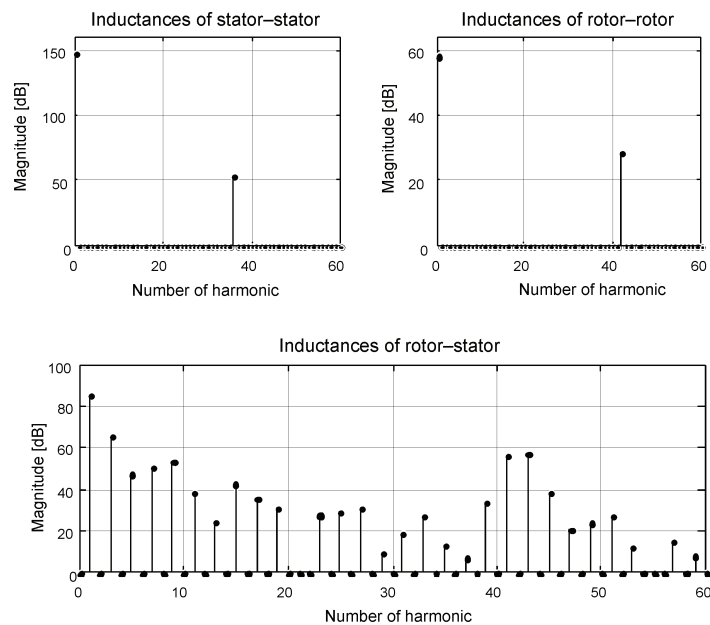 Inductances of stator–stator
150
100
50
0
Magnitude [dB]
0 20 40 60
Number of harmonic
Inductances of rotor–rotor
60
40
20
0
Magnitude [dB]
0 20 40 60
Number of harmonic
Inductances of rotor–stator
100
80
60
40
20
0
Magnitude [dB]
0 10 20 30 40 50 60
Number of harmonic